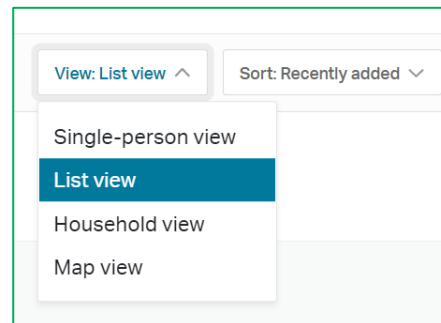 View: List view
Sort: Recently added
Single-person view
List view
Household view
Map view